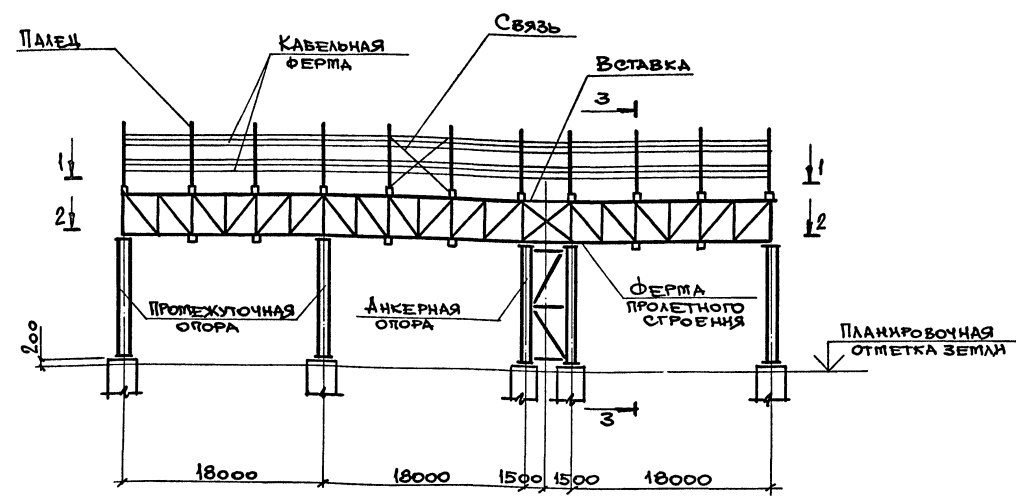 Палец
Кабельная
ферма
Связь
Вставка
3
1
1
2
2
Промежуточная
опора
Анкерная
опора
Ферма
пролетного
строения
Планировочная
отметка земли
200
3
18000
18000
1500
1500
18000